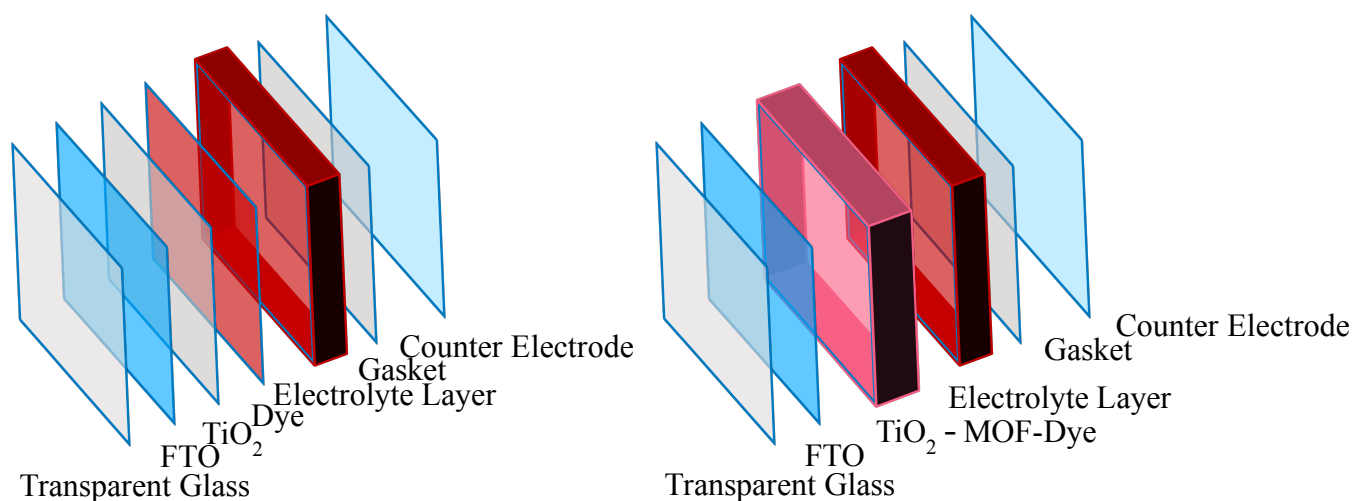 Counter Electrode
Gasket
Electrolyte Layer
Dye
TiO2
FTO
Transparent Glass
Counter Electrode
Gasket
Electrolyte Layer
TiO2 - MOF-Dye
FTO
Transparent Glass